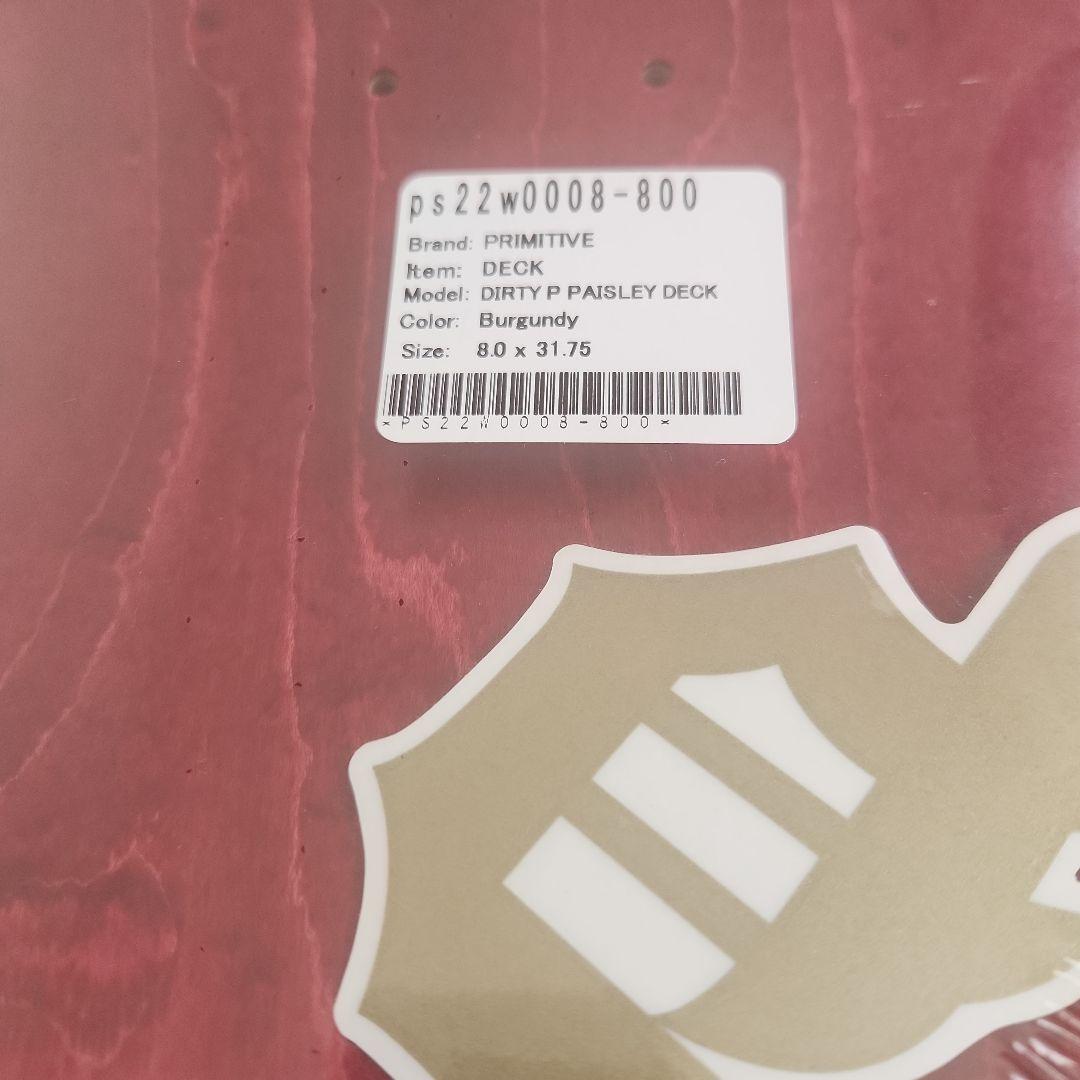 ps22w0008-800
Brand: PRIMITIVE
Item: DECK
Model: DIRTY P PAISLEY DECK
Color: Burgundy
Size: 8.0 x 31.75
*PS22W0008-800*